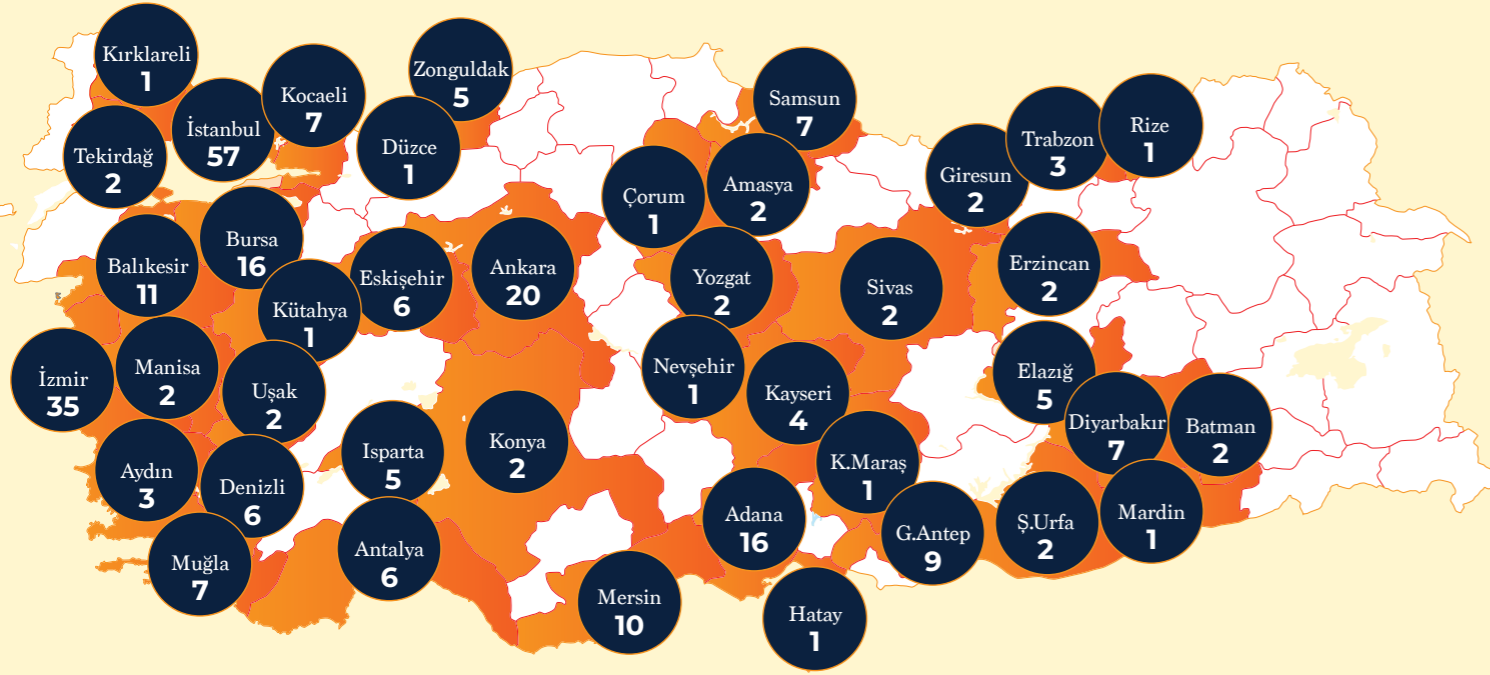 Kırklareli
1
İstanbul
57
Kocaeli
7
Zonguldak
5
Tekirdağ
2
Düzce
1
Samsun
7
Çorum
1
Amasya
2
Giresun
2
Trabzon
3
Rize
1
Balıkesir
11
Bursa
16
Kütahya
1
Eskişehir
6
Ankara
20
Yozgat
2
Sivas
2
Erzincan
2
İzmir
35
Manisa
2
Uşak
2
Nevşehir
1
Kayseri
4
Elazığ
5
Diyarbakır
7
Batman
2
Aydın
3
Denizli
6
Isparta
5
Konya
2
K.Maraş
1
Muğla
7
Antalya
6
Adana
16
G.Antep
9
Ş.Urfa
2
Mardin
1
Mersin
10
Hatay
1